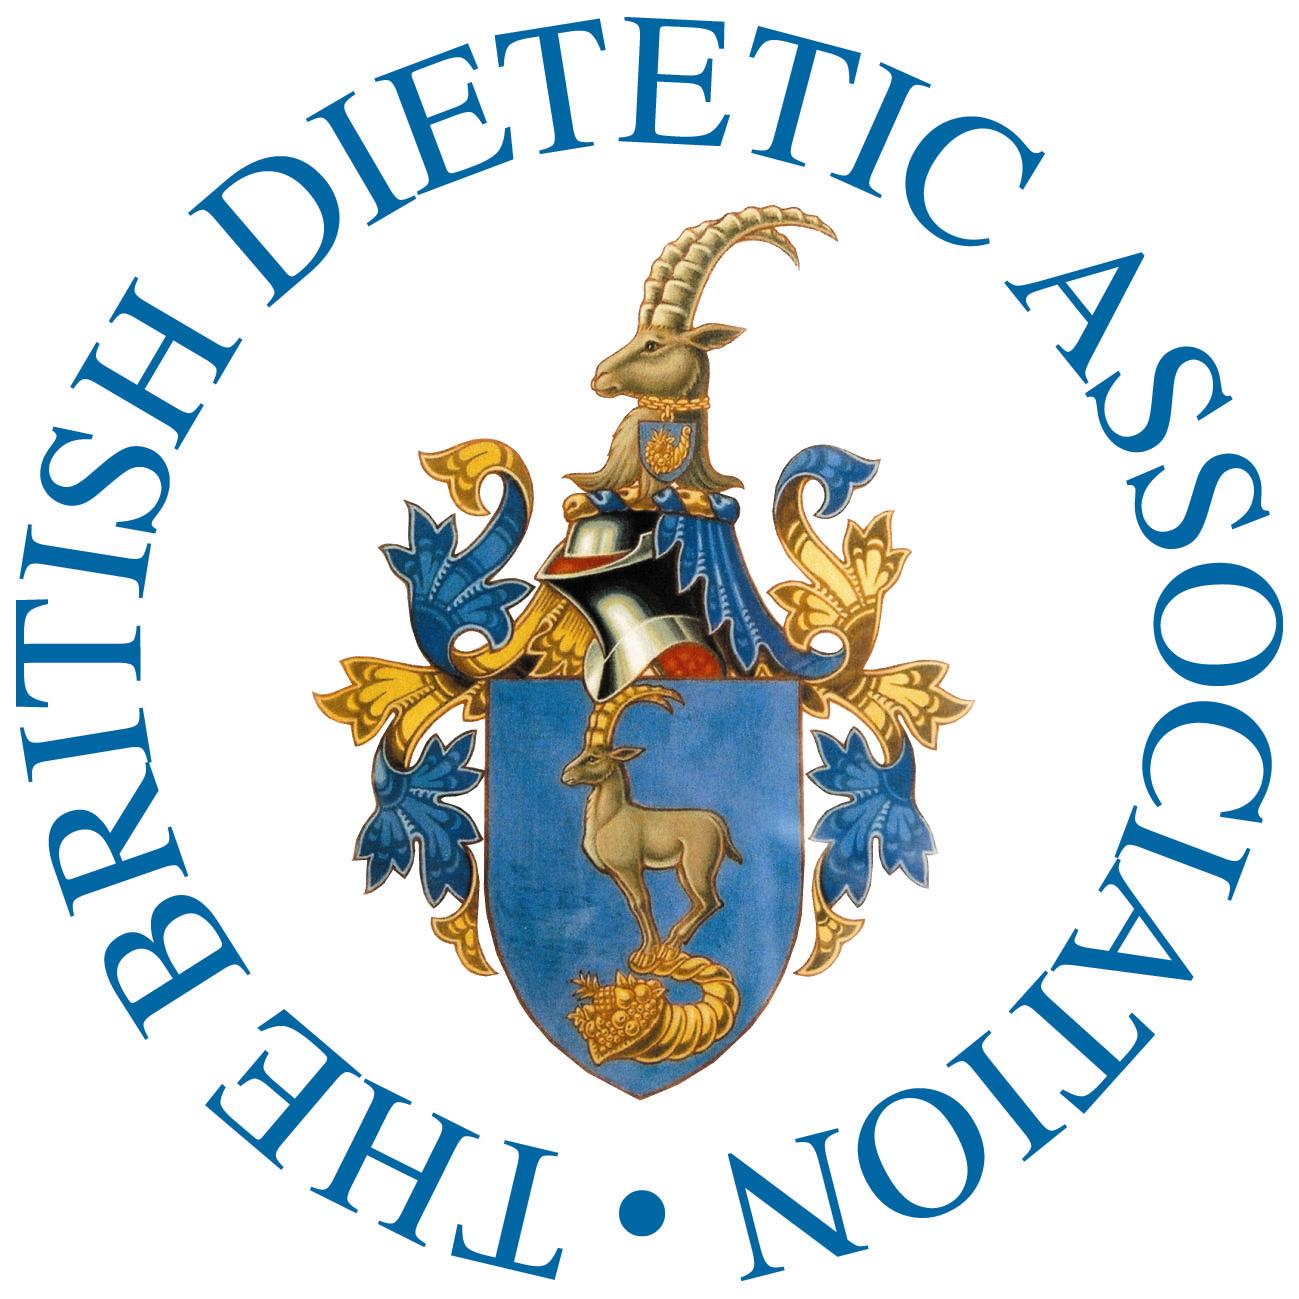 THE BRITISH DIETETIC ASSOCIATION •